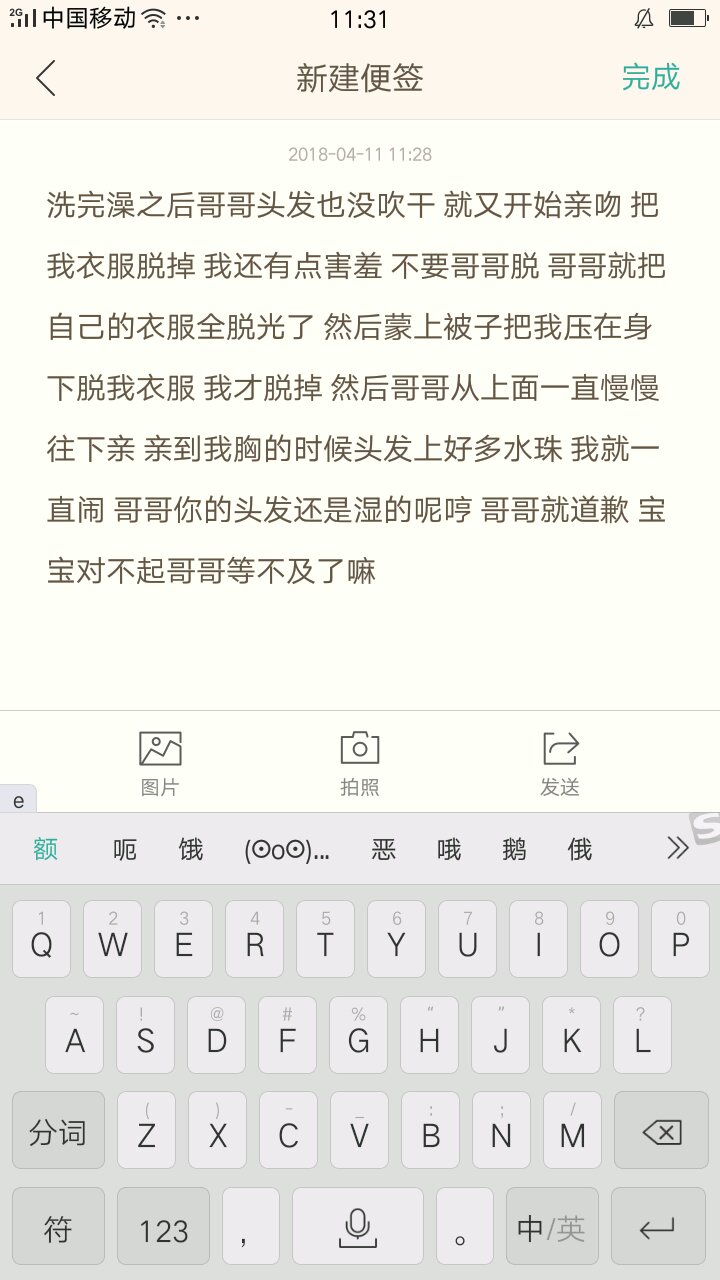 2G 中国移动 ••• 11:31
新建便签 完成
2018-04-11 11:28
洗完澡之后哥哥头发也没吹干 就又开始亲吻 把
我衣服脱掉 我还有点害羞 不要哥哥脱 哥哥就把
自己的衣服全脱光了 然后蒙上被子把我压在身
下脱我衣服 我才脱掉 然后哥哥从上面一直慢慢
往下亲 亲到我胸的时候头发上好多水珠 我就一
直闹 哥哥你的头发还是湿的呢哼 哥哥就道歉 宝
宝对不起哥哥等不及了嘛
图片 拍照 发送
e
额 呃 饿 (⊙o⊙)... 恶 哦 鹅 俄 S
1 2 3 4 5 6 7 8 9 0
Q W E R T Y U I O P
~ ! @ # % “ ” * ?
A S D F G H J K L
( ) - _ : ; /
分词 Z X C V B N M
符 123 ， 。 中/英